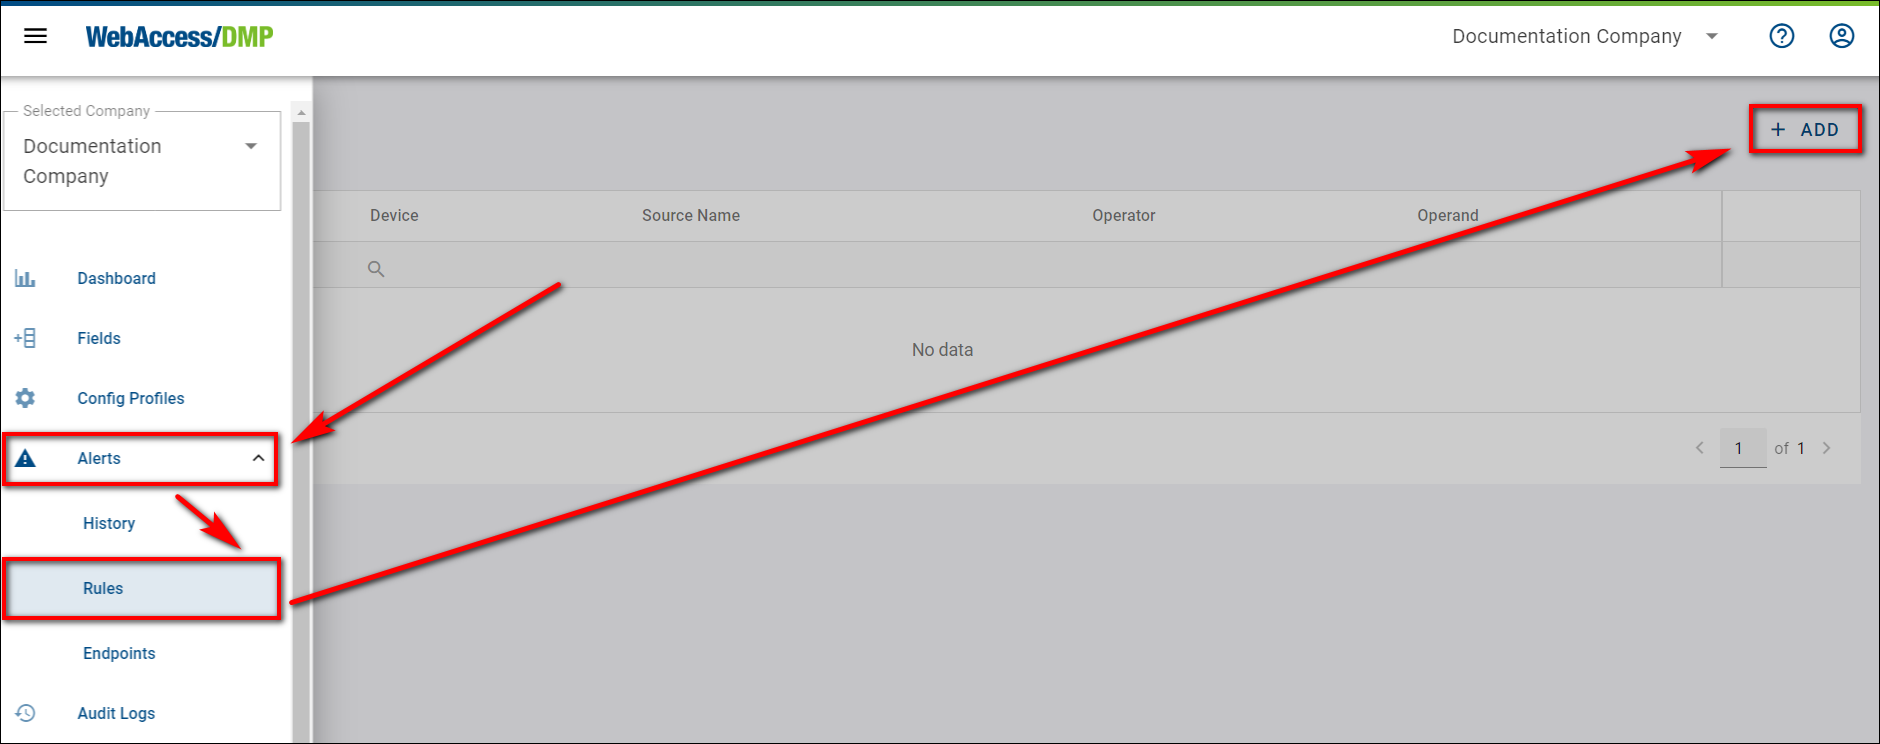 WebAccess/DMP
Documentation Company
Selected Company
Documentation
Company
+ ADD
Device
Source Name
Operator
Operand
Dashboard
Fields
No data
Config Profiles
Alerts
1 of 1
History
Rules
Endpoints
Audit Logs